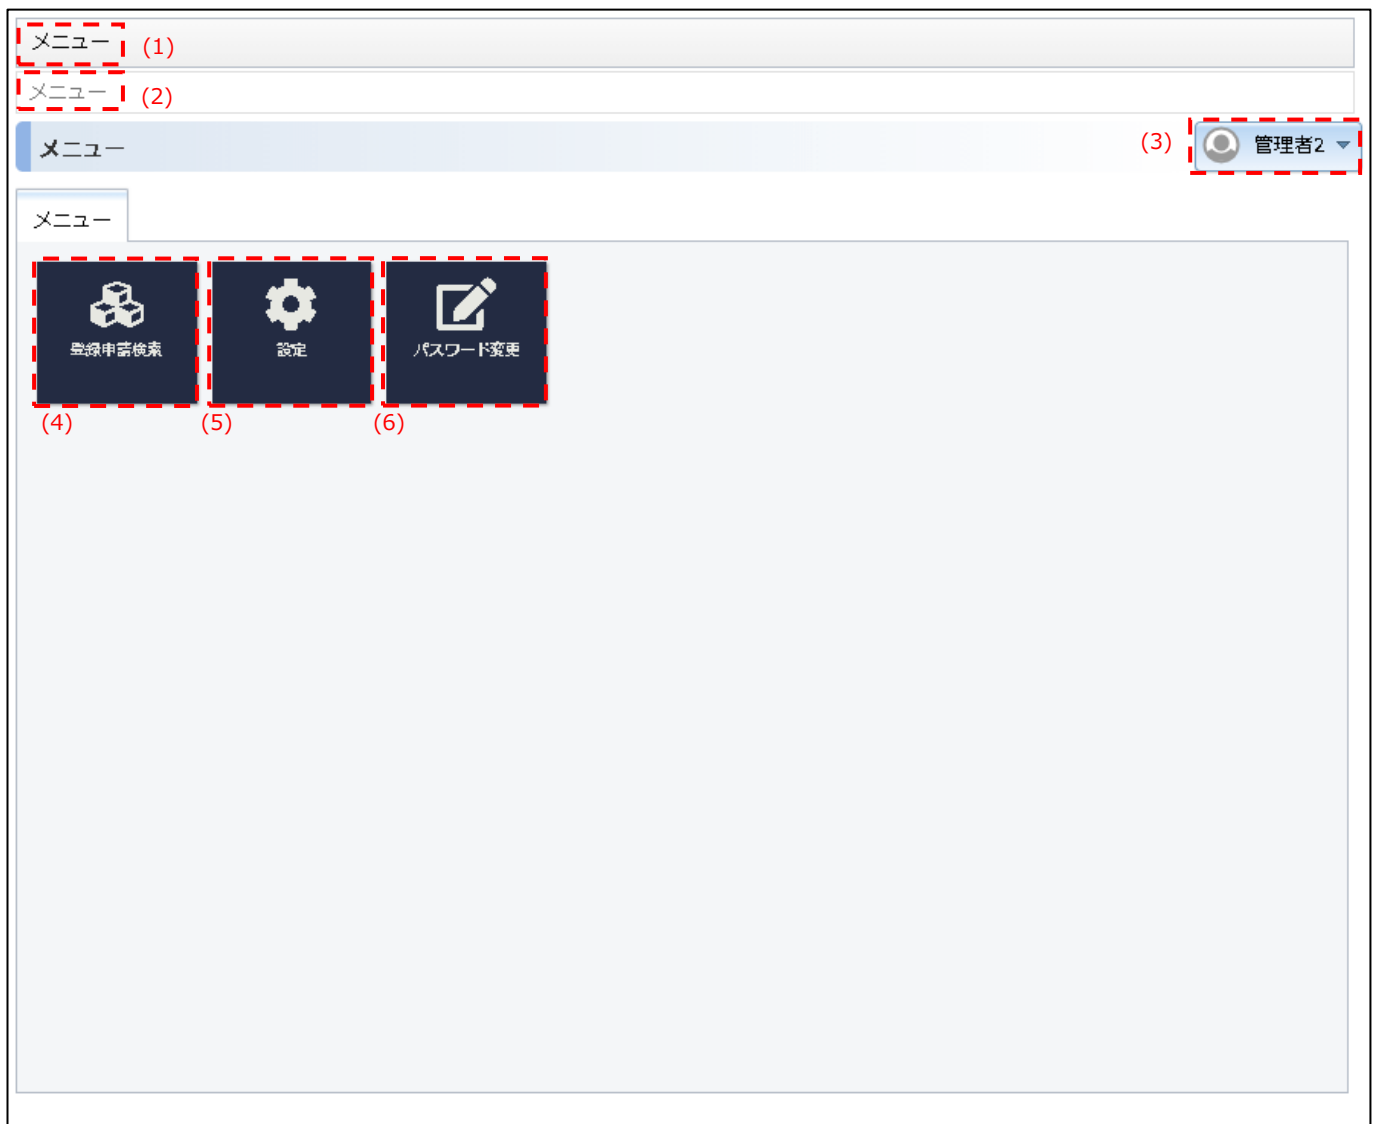 メニュー (1)
メニュー (2)
メニュー
(3) 管理者2
メニュー
登録申請検索
設定
パスワード変更
(4) (5) (6)